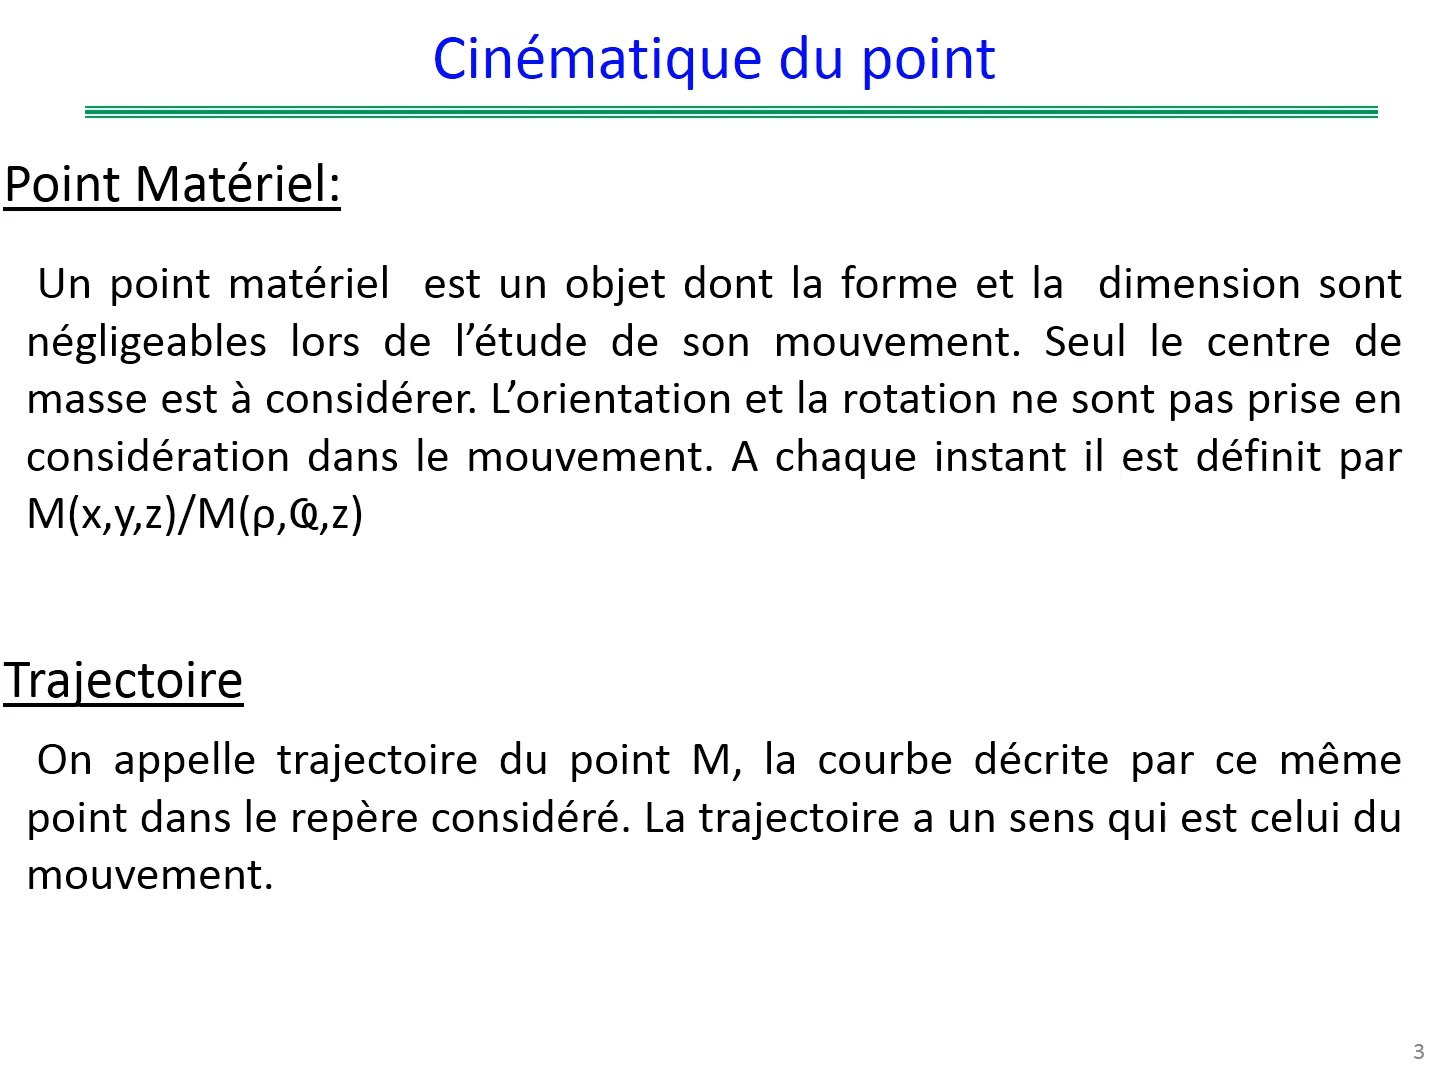 Cinématique du point
Point Matériel:
Un point matériel est un objet dont la forme et la dimension sont
négligeables lors de l’étude de son mouvement. Seul le centre de
masse est à considérer. L’orientation et la rotation ne sont pas prise en
considération dans le mouvement. A chaque instant il est définit par
M(x,y,z)/M(ρ,Ҩ,z)
Trajectoire
On appelle trajectoire du point M, la courbe décrite par ce même
point dans le repère considéré. La trajectoire a un sens qui est celui du
mouvement.
3